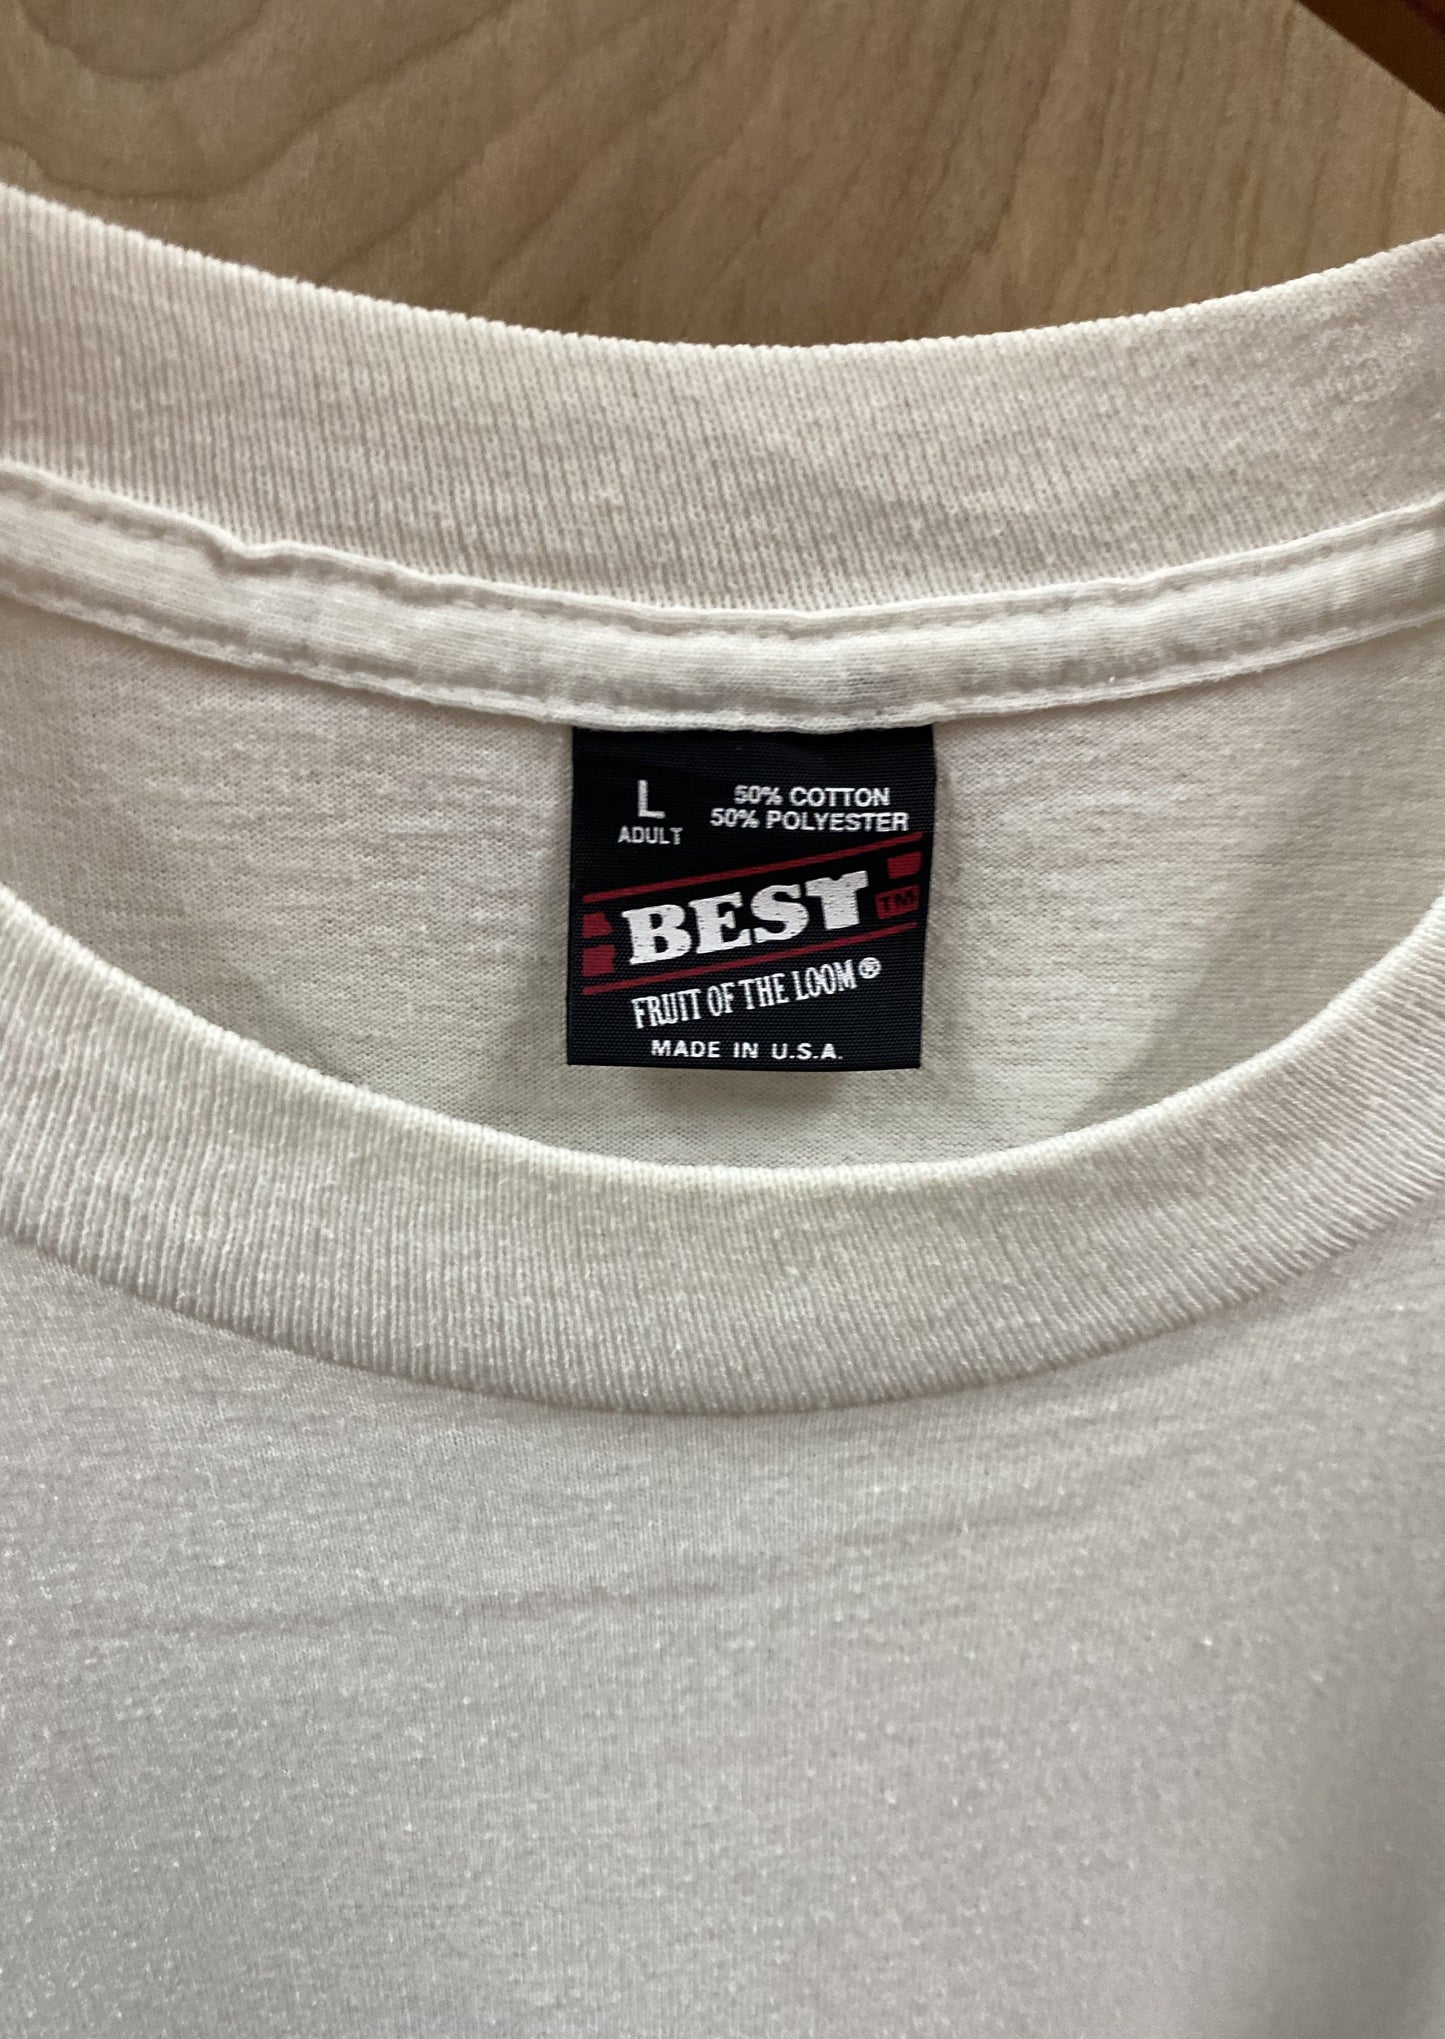 L 50% COTTON
ADULT 50% POLYESTER
BEST TM
FRUIT OF THE LOOM®
MADE IN U.S.A.